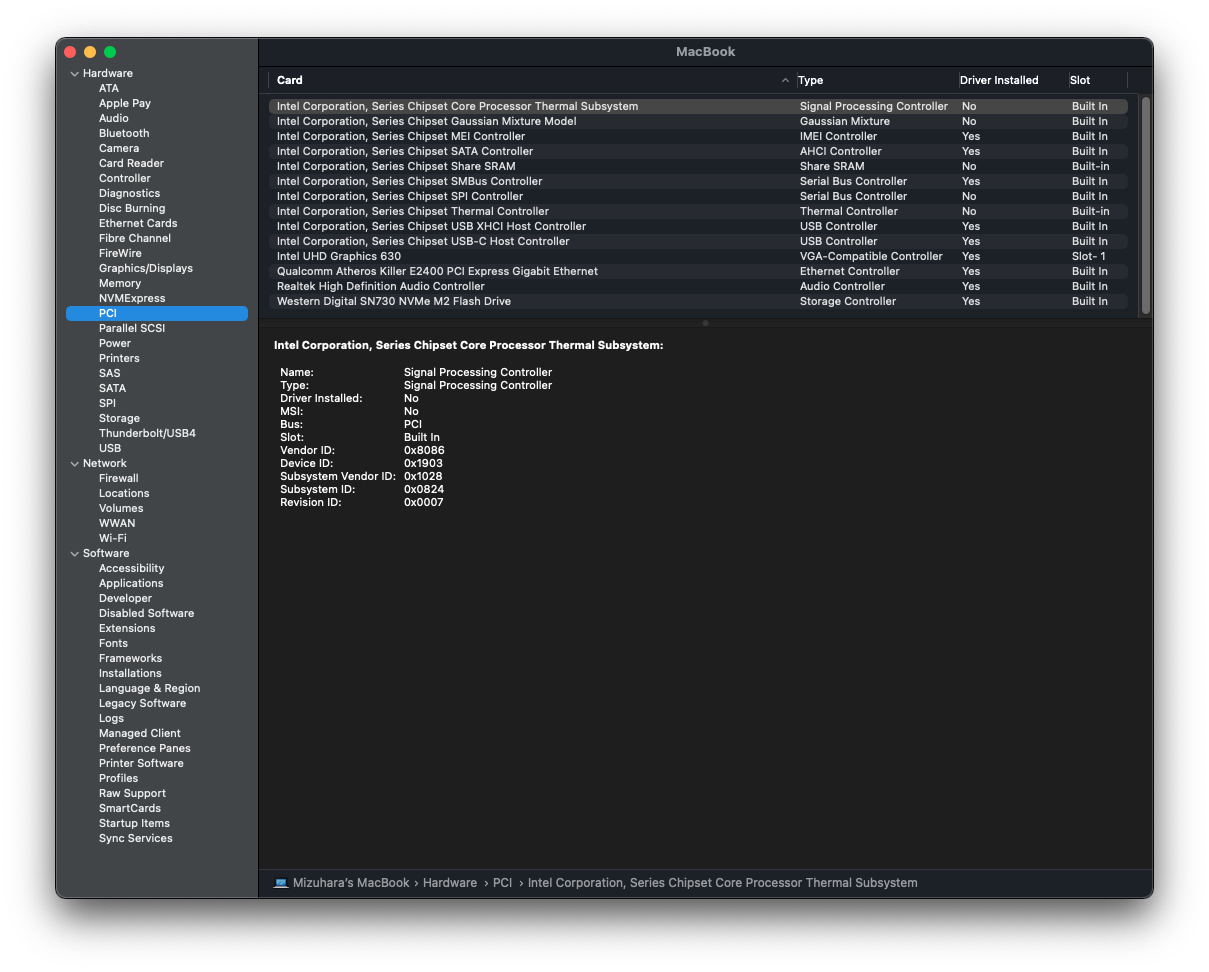 MacBook
Hardware
ATA
Apple Pay
Audio
Bluetooth
Camera
Card Reader
Controller
Diagnostics
Disc Burning
Ethernet Cards
Fibre Channel
FireWire
Graphics/Displays
Memory
NVMExpress
PCI
Parallel SCSI
Power
Printers
SAS
SATA
SPI
Storage
Thunderbolt/USB4
USB
Network
Firewall
Locations
Volumes
WWAN
Wi-Fi
Software
Accessibility
Applications
Developer
Disabled Software
Extensions
Fonts
Frameworks
Installations
Language & Region
Legacy Software
Logs
Managed Client
Preference Panes
Printer Software
Profiles
Raw Support
SmartCards
Startup Items
Sync Services
Card Type Driver Installed Slot
Intel Corporation, Series Chipset Core Processor Thermal Subsystem Signal Processing Controller No Built In
Intel Corporation, Series Chipset Gaussian Mixture Model Gaussian Mixture No Built In
Intel Corporation, Series Chipset MEI Controller IMEI Controller Yes Built In
Intel Corporation, Series Chipset SATA Controller AHCI Controller Yes Built In
Intel Corporation, Series Chipset Share SRAM Share SRAM No Built-in
Intel Corporation, Series Chipset SMBus Controller Serial Bus Controller Yes Built In
Intel Corporation, Series Chipset SPI Controller Serial Bus Controller No Built In
Intel Corporation, Series Chipset Thermal Controller Thermal Controller No Built-in
Intel Corporation, Series Chipset USB XHCI Host Controller USB Controller Yes Built In
Intel Corporation, Series Chipset USB-C Host Controller USB Controller Yes Built In
Intel UHD Graphics 630 VGA-Compatible Controller Yes Slot- 1
Qualcomm Atheros Killer E2400 PCI Express Gigabit Ethernet Ethernet Controller Yes Built In
Realtek High Definition Audio Controller Audio Controller Yes Built In
Western Digital SN730 NVMe M2 Flash Drive Storage Controller Yes Built In
Intel Corporation, Series Chipset Core Processor Thermal Subsystem:
Name: Signal Processing Controller
Type: Signal Processing Controller
Driver Installed: No
MSI: No
Bus: PCI
Slot: Built In
Vendor ID: 0x8086
Device ID: 0x1903
Subsystem Vendor ID: 0x1028
Subsystem ID: 0x0824
Revision ID: 0x0007
Mizuhara's MacBook › Hardware › PCI › Intel Corporation, Series Chipset Core Processor Thermal Subsystem